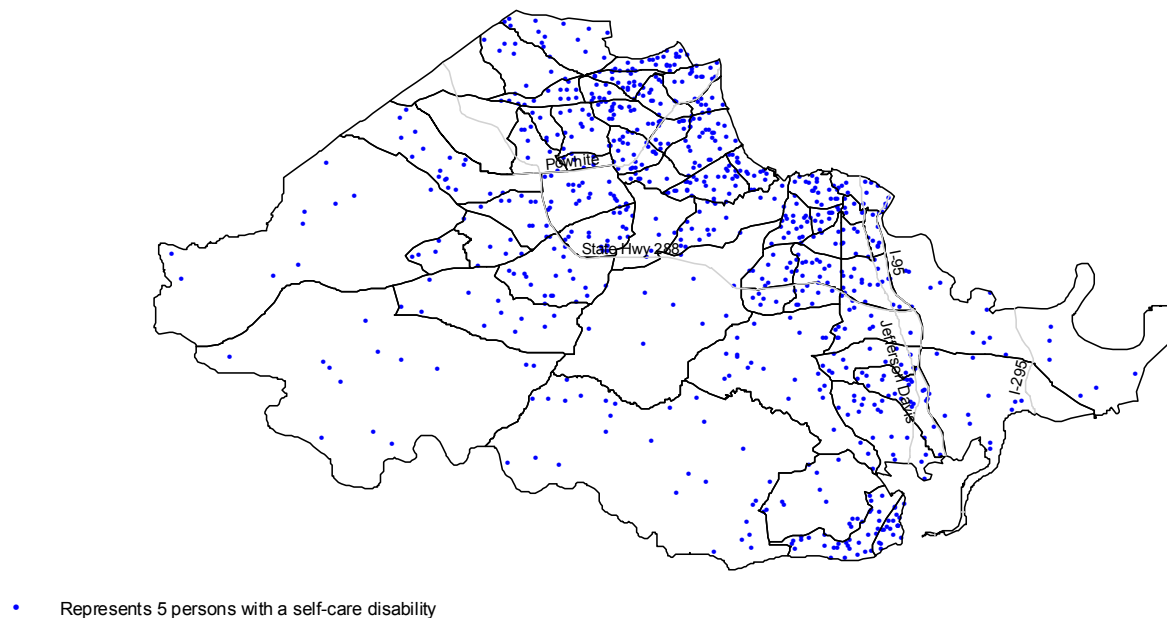 Powhite
State Hwy 288
I-95
Jefferson Davis
I-295
Represents 5 persons with a self-care disability